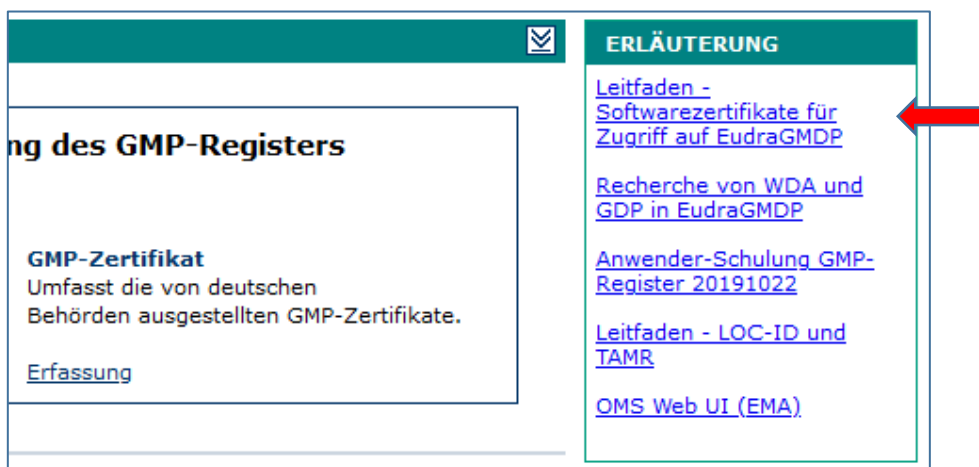 ng des GMP-Registers
GMP-Zertifikat
Umfasst die von deutschen
Behörden ausgestellten GMP-Zertifikate.
Erfassung
ERLÄUTERUNG
Leitfaden -
Softwarezertifikate für
Zugriff auf EudraGMDP
Recherche von WDA und
GDP in EudraGMDP
Anwender-Schulung GMP-
Register 20191022
Leitfaden - LOC-ID und
TAMR
OMS Web UI (EMA)